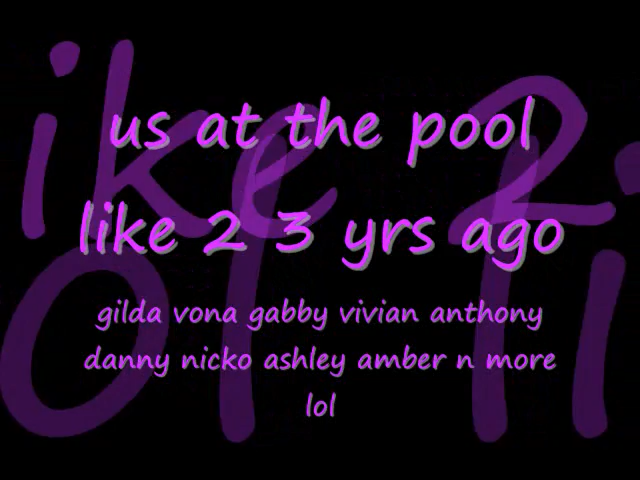 us at the pool
like 2 3 yrs ago
gilda vona gabby vivian anthony
danny nicko ashley amber n more
lol